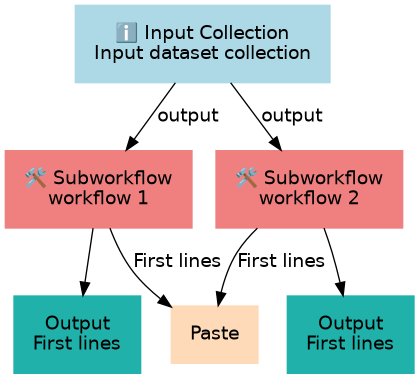 ℹ️ Input Collection
Input dataset collection
output
output
🛠️ Subworkflow
workflow 1
🛠️ Subworkflow
workflow 2
First lines
First lines
Output
First lines
Paste
Output
First lines